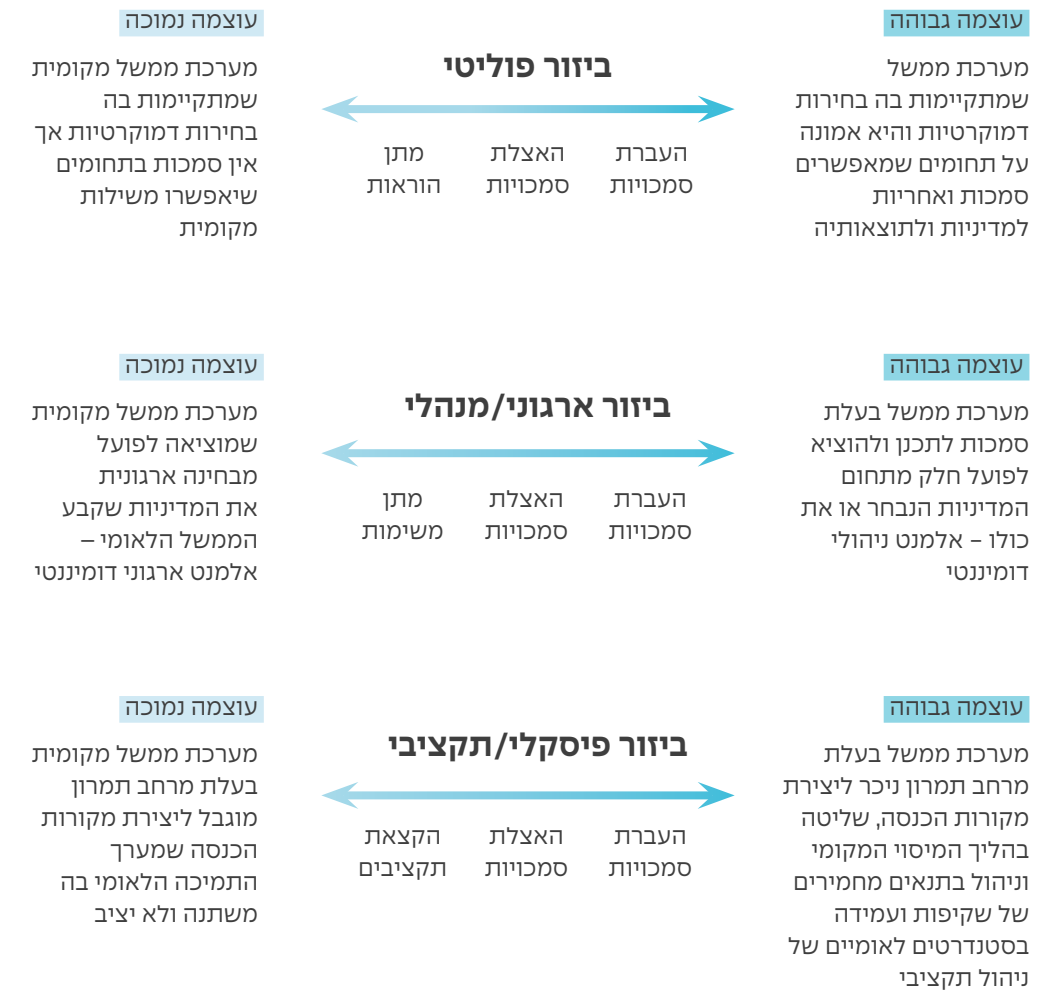 עוצמה גבוהה
מערכת ממשל
שמתקיימות בה בחירות
דמוקרטיות והיא אמונה
על תחומים שמאפשרים
סמכות ואחריות
למדיניות ולתוצאותיה
ביזור פוליטי
העברת
סמכויות
האצלת
סמכויות
מתן
הוראות
עוצמה נמוכה
מערכת ממשל מקומית
שמתקיימות בה
בחירות דמוקרטיות אך
אין סמכות בתחומים
שיאפשרו משילות
מקומית
עוצמה גבוהה
מערכת ממשל בעלת
סמכות לתכנן ולהוציא
לפועל חלק מתחום
המדיניות הנבחר או את
כולו – אלמנט ניהולי
דומיננטי
ביזור ארגוני/מנהלי
העברת
סמכויות
האצלת
סמכויות
מתן
משימות
עוצמה נמוכה
מערכת ממשל מקומית
שמוציאה לפועל
מבחינה ארגונית
את המדיניות שקבע
הממשל הלאומי –
אלמנט ארגוני דומיננטי
עוצמה גבוהה
מערכת ממשל בעלת
מרחב תמרון ניכר ליצירת
מקורות הכנסה, שליטה
בהליך המיסוי המקומי
וניהול בתנאים מחמירים
של שקיפות ועמידה
בסטנדרטים לאומיים של
ניהול תקציבי
ביזור פיסקלי/תקציבי
העברת
סמכויות
האצלת
סמכויות
הקצאת
תקציבים
עוצמה נמוכה
מערכת ממשל מקומית
בעלת מרחב תמרון
מוגבל ליצירת מקורות
הכנסה שמערך
התמיכה הלאומי בה
משתנה ולא יציב